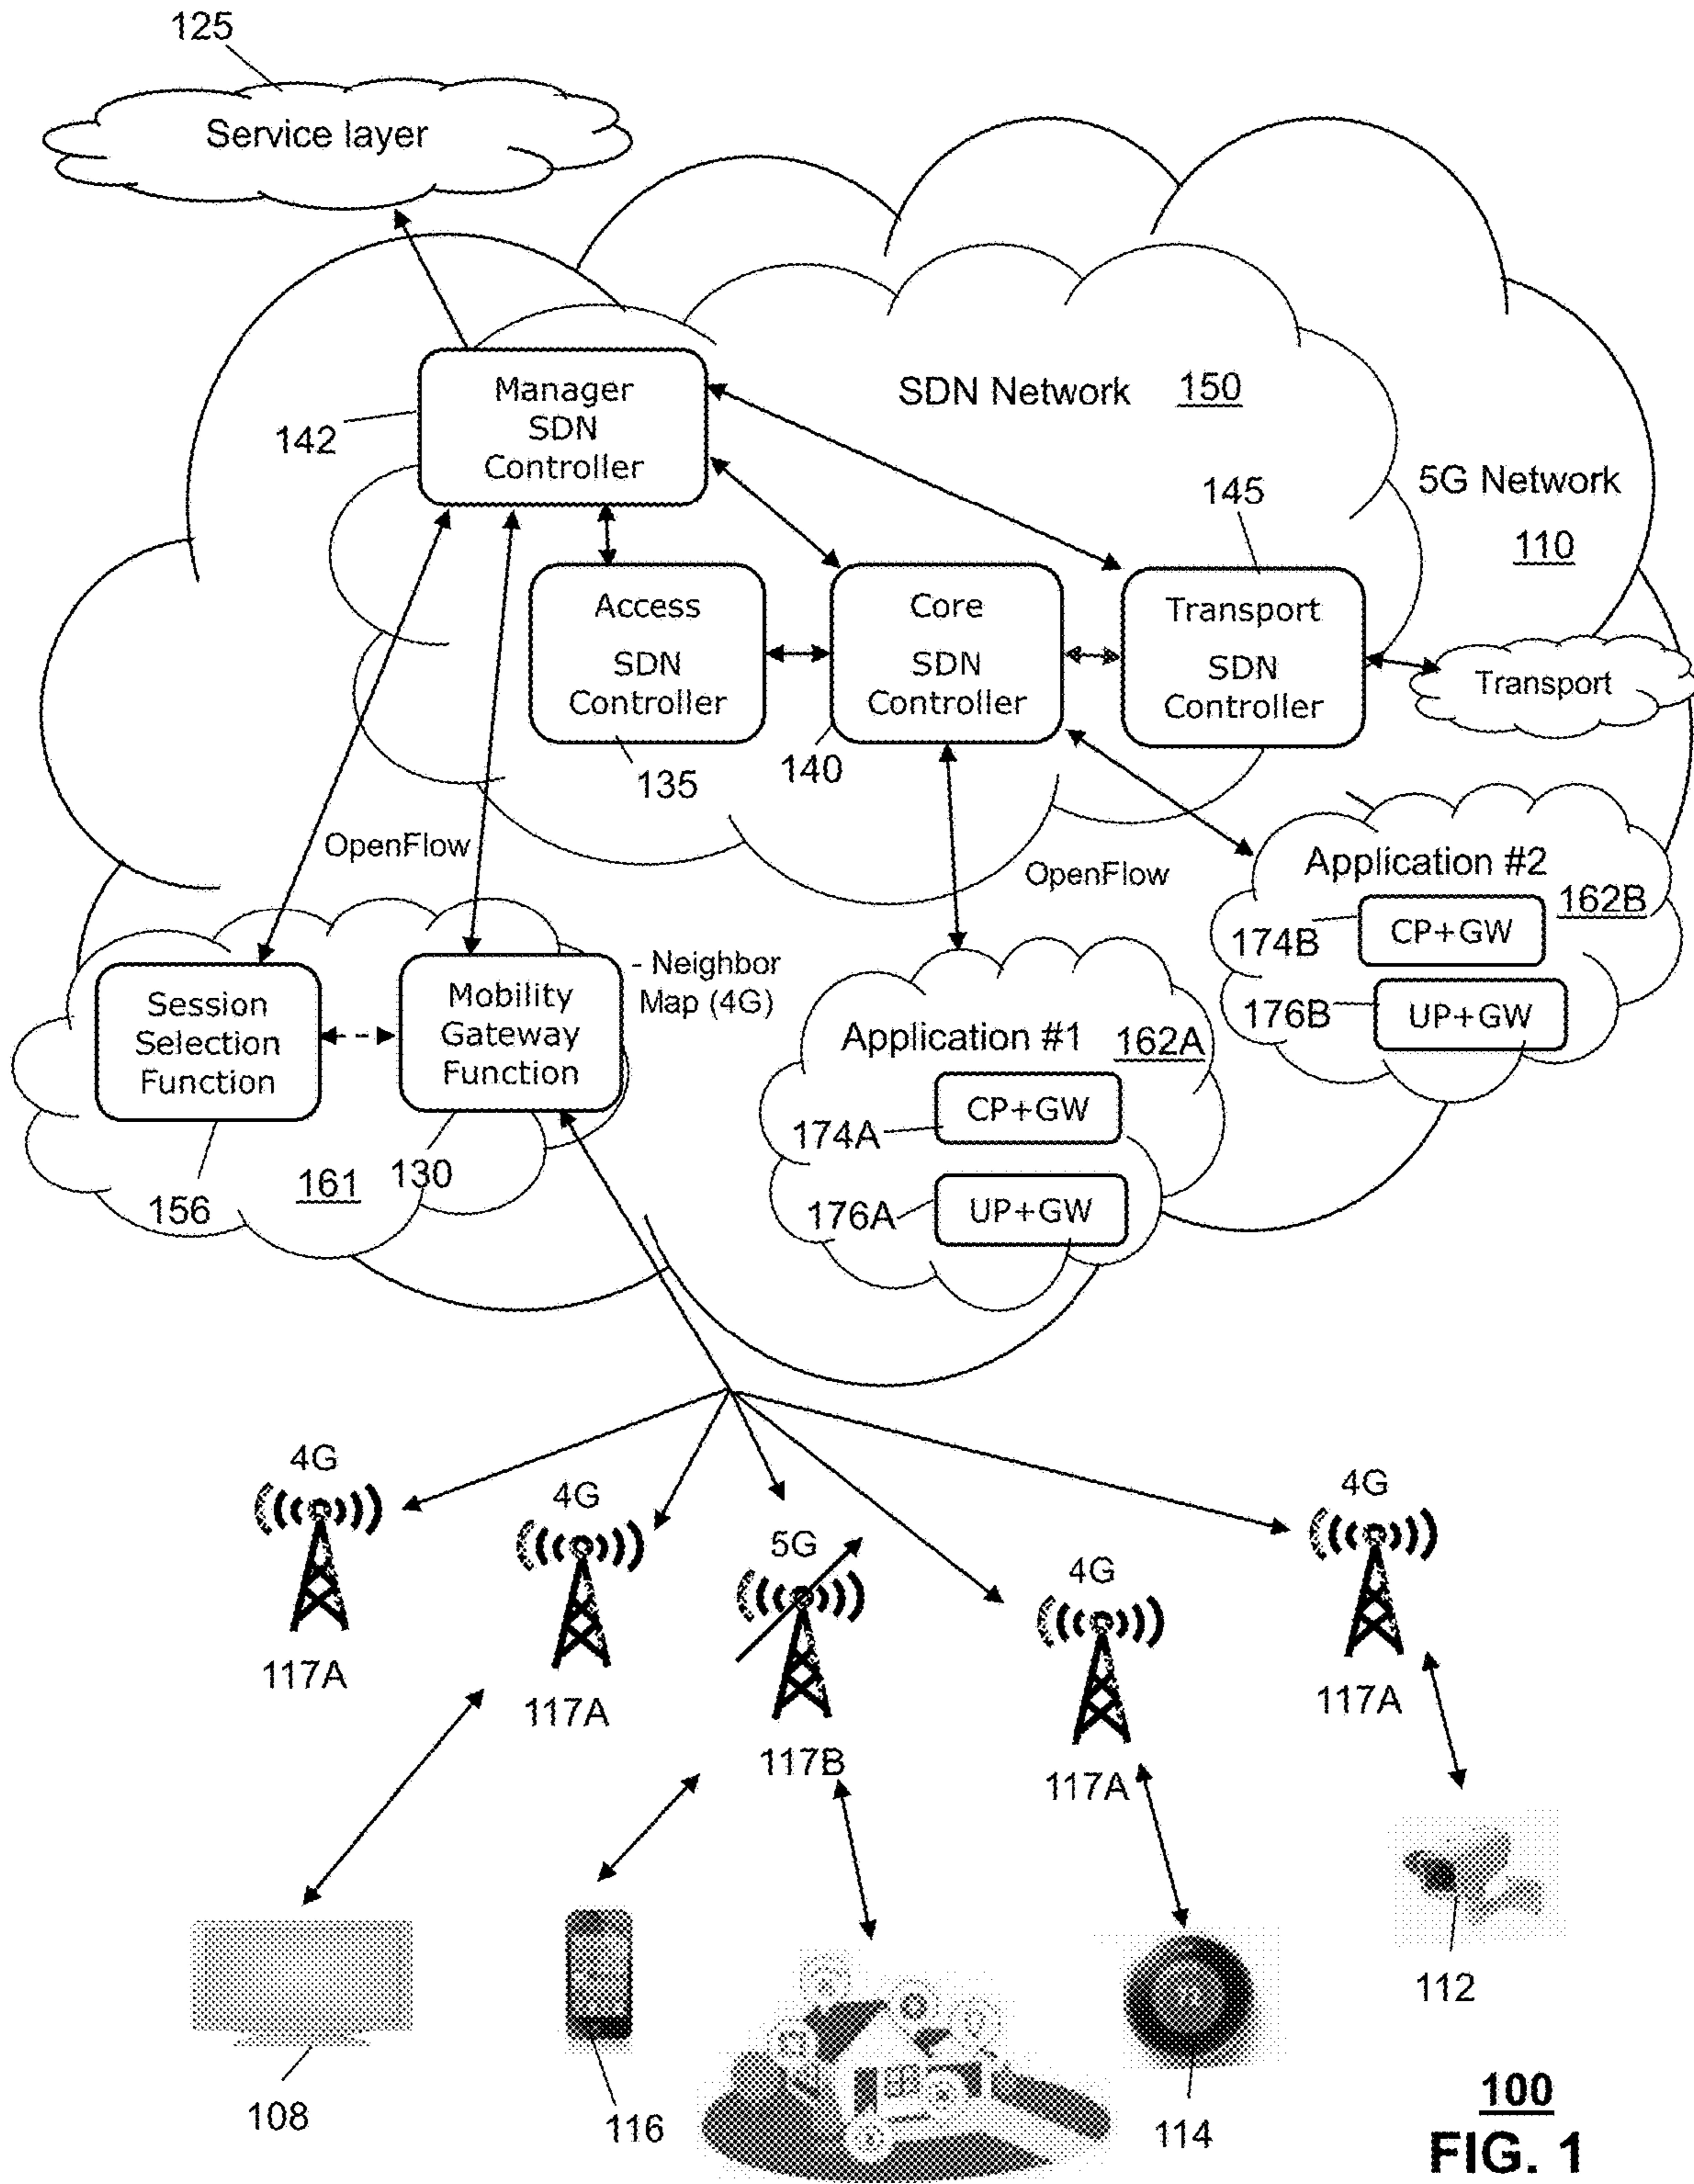 125
Service layer
Manager
SDN
Controller
142
SDN Network 150
5G Network
110
145
Access
SDN
Controller
135
Core
SDN
Controller
140
Transport
SDN
Controller
Transport
OpenFlow
OpenFlow
Application #2
162B
174B
CP+GW
176B
UP+GW
Session
Selection
Function
156
Mobility
Gateway
Function
130
161
- Neighbor
Map (4G)
Application #1 162A
174A
CP+GW
176A
UP+GW
4G
117A
4G
117A
5G
117B
4G
117A
4G
117A
108
116
114
112
100
FIG. 1